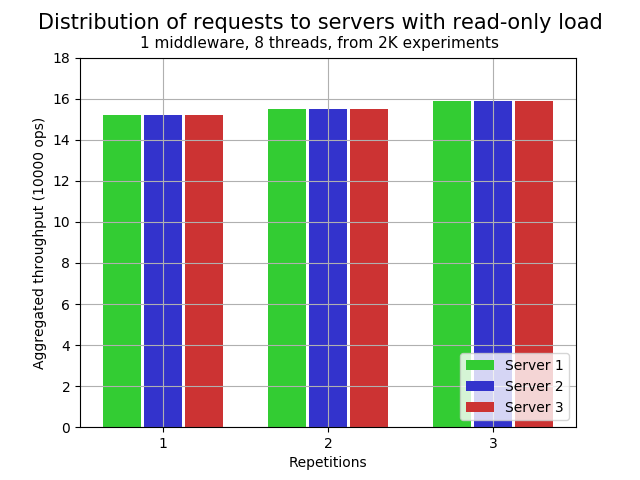 Distribution of requests to servers with read-only load
1 middleware, 8 threads, from 2K experiments
Aggregated throughput (10000 ops)
18
16
14
12
10
8
6
4
2
0
Server 1
Server 2
Server 3
1 2 3
Repetitions